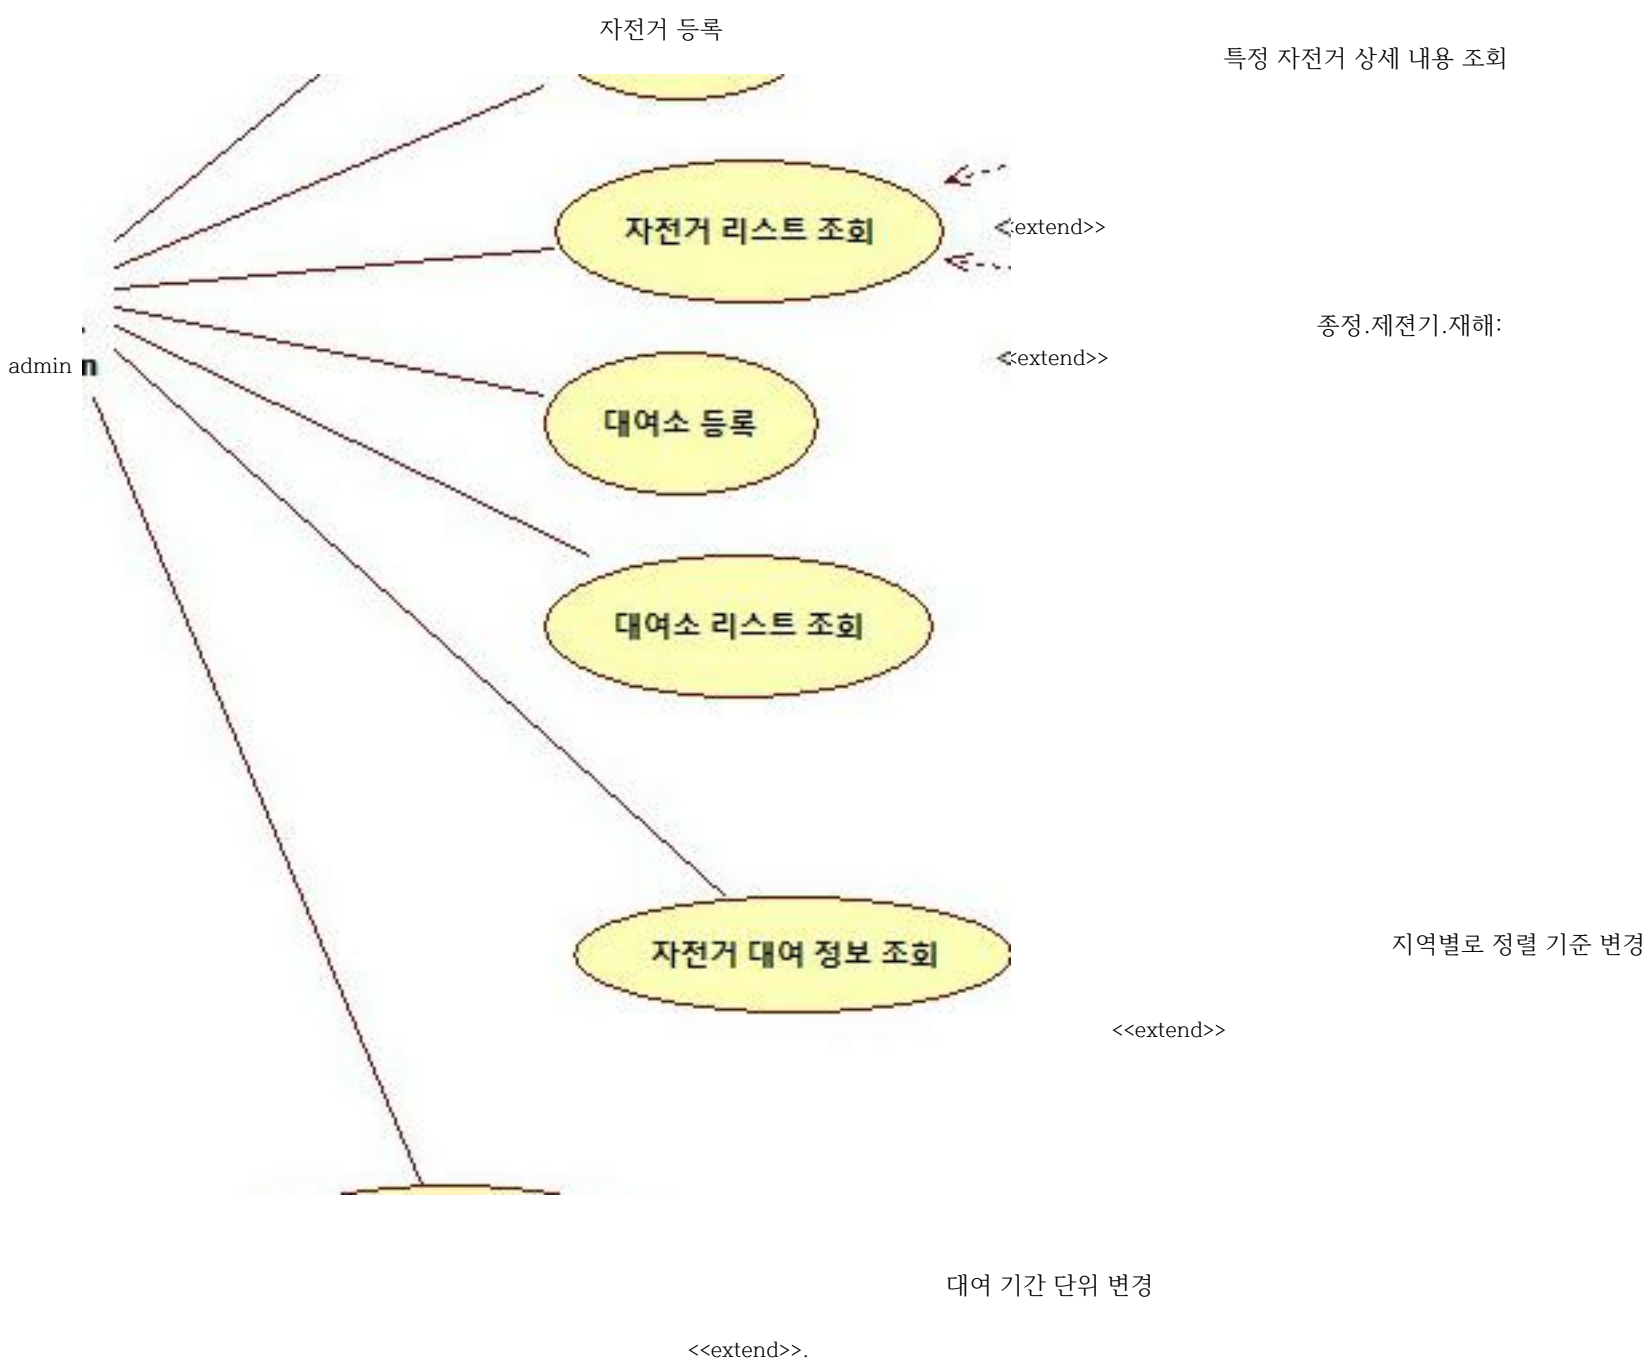 자전거 등록
특정 자전거 상세 내용 조회
자전거 리스트 조회
<<extend>>
종정.제젼기.재해:
<<extend>>
admin n
대여소 등록
대여소 리스트 조회
자전거 대여 정보 조회
지역별로 정렬 기준 변경
<<extend>>
대여 기간 단위 변경
<<extend>>.